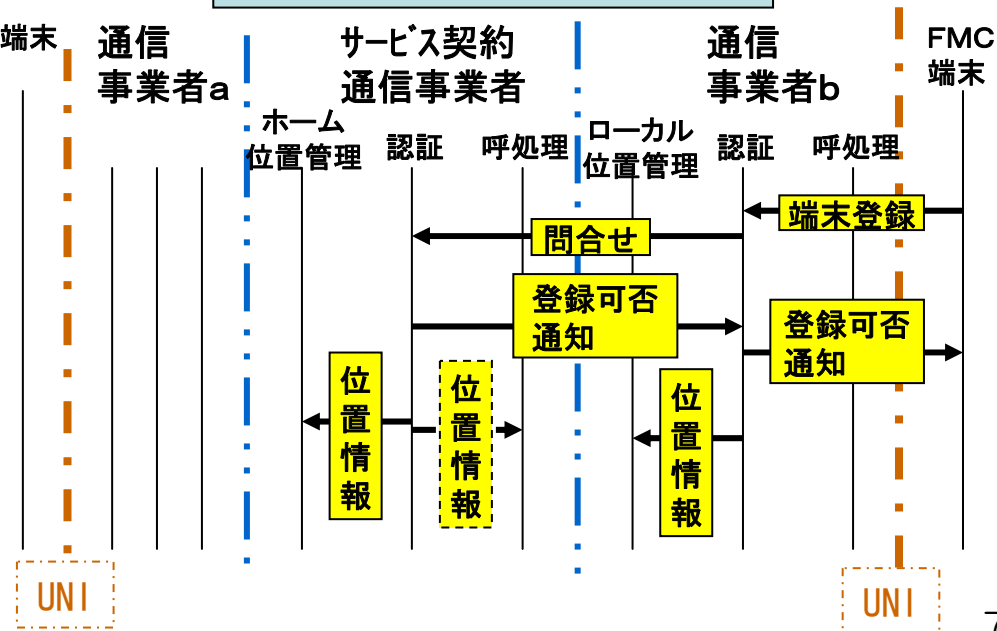 端末
通信
事業者a
サービス契約
通信事業者
通信
事業者b
FMC
端末
ホーム
位置管理
認証
呼処理
ローカル
位置管理
認証
呼処理
端末登録
問合せ
登録可否
通知
登録可否
通知
位置情報
位置情報
位置情報
UNI
UNI